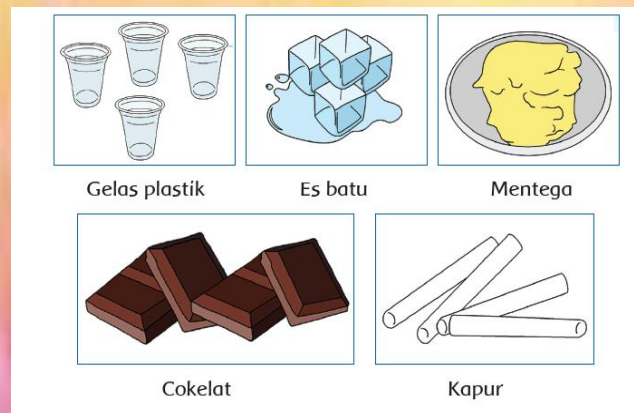 Gelas plastik
Es batu
Mentega
Cokelat
Kapur